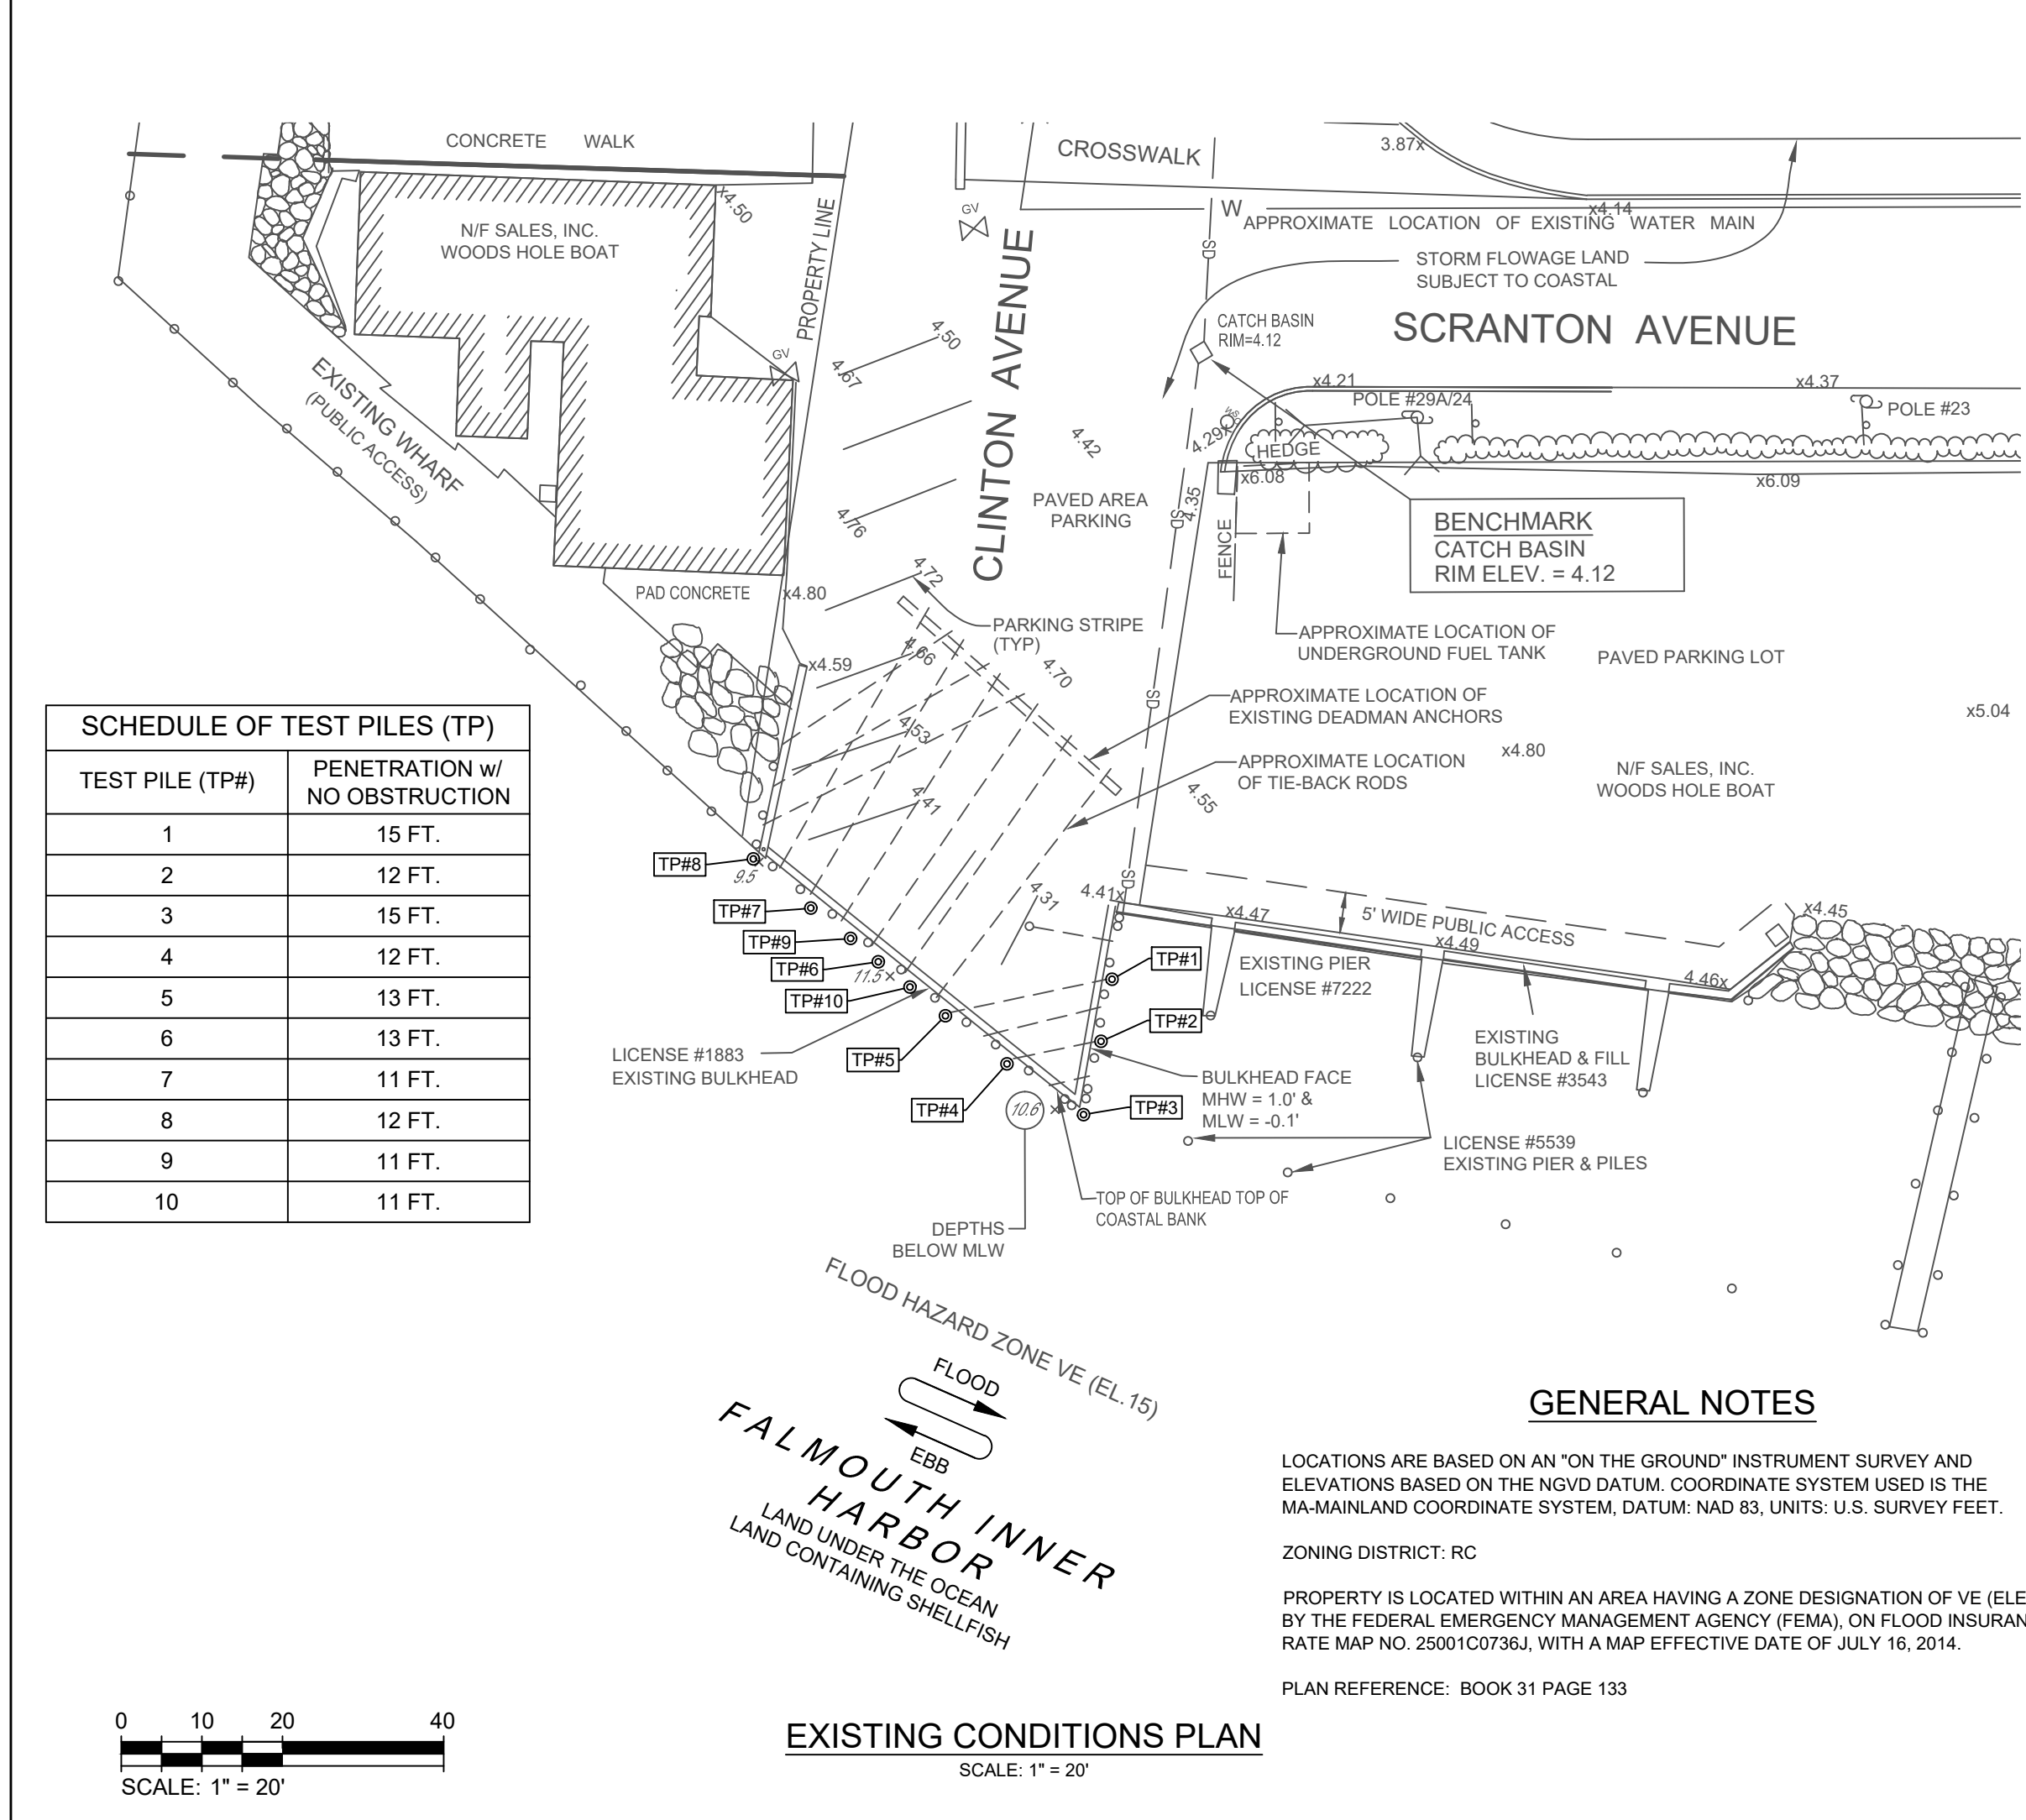 CONCRETE WALK
CROSSWALK
3.87x
x4.50
GV
W
x4.14
APPROXIMATE LOCATION OF EXISTING WATER MAIN
N/F SALES, INC.
WOODS HOLE BOAT
PROPERTY LINE
CLINTON AVENUE
SD
STORM FLOWAGE LAND
SUBJECT TO COASTAL
CATCH BASIN
RIM=4.12
SCRANTON AVENUE
4.50
GV
4.67
x4.21
x4.37
POLE #29A/24
POLE #23
EXISTING WHARF
(PUBLIC ACCESS)
4.42
4.29x
HEDGE
x6.08
x6.09
PAVED AREA
PARKING
4.76
SD
4.35
FENCE
BENCHMARK
CATCH BASIN
RIM ELEV. = 4.12
4.72
PAD CONCRETE
x4.80
PARKING STRIPE
(TYP)
4.66
x4.59
4.70
APPROXIMATE LOCATION OF
UNDERGROUND FUEL TANK
PAVED PARKING LOT
SD
APPROXIMATE LOCATION OF
EXISTING DEADMAN ANCHORS
x5.04
4.53
x4.80
APPROXIMATE LOCATION
OF TIE-BACK RODS
4.41
4.55
N/F SALES, INC.
WOODS HOLE BOAT
SCHEDULE OF TEST PILES (TP)
TEST PILE (TP#)
PENETRATION w/
NO OBSTRUCTION
1 15 FT.
2 12 FT.
3 15 FT.
4 12 FT.
5 13 FT.
6 13 FT.
7 11 FT.
8 12 FT.
9 11 FT.
10 11 FT.
TP#8
9.5
TP#7
TP#9
TP#6
11.5
TP#10
TP#5
TP#4
10.6
TP#3
TP#2
TP#1
SD
4.31
4.41x
x4.47
5' WIDE PUBLIC ACCESS
x4.49
x4.45
4.46x
EXISTING PIER
LICENSE #7222
LICENSE #1883
EXISTING BULKHEAD
BULKHEAD FACE
MHW = 1.0' &
MLW = -0.1'
EXISTING
BULKHEAD & FILL
LICENSE #3543
LICENSE #5539
EXISTING PIER & PILES
TOP OF BULKHEAD TOP OF
COASTAL BANK
DEPTHS
BELOW MLW
FLOOD HAZARD ZONE VE (EL. 15)
FLOOD
EBB
FALMOUTH INNER
HARBOR
LAND UNDER THE OCEAN
LAND CONTAINING SHELLFISH
GENERAL NOTES
LOCATIONS ARE BASED ON AN "ON THE GROUND" INSTRUMENT SURVEY AND
ELEVATIONS BASED ON THE NGVD DATUM. COORDINATE SYSTEM USED IS THE
MA-MAINLAND COORDINATE SYSTEM, DATUM: NAD 83, UNITS: U.S. SURVEY FEET.
ZONING DISTRICT: RC
PROPERTY IS LOCATED WITHIN AN AREA HAVING A ZONE DESIGNATION OF VE (ELE
BY THE FEDERAL EMERGENCY MANAGEMENT AGENCY (FEMA), ON FLOOD INSURAN
RATE MAP NO. 25001C0736J, WITH A MAP EFFECTIVE DATE OF JULY 16, 2014.
PLAN REFERENCE: BOOK 31 PAGE 133
0 10 20 40
SCALE: 1" = 20'
EXISTING CONDITIONS PLAN
SCALE: 1" = 20'